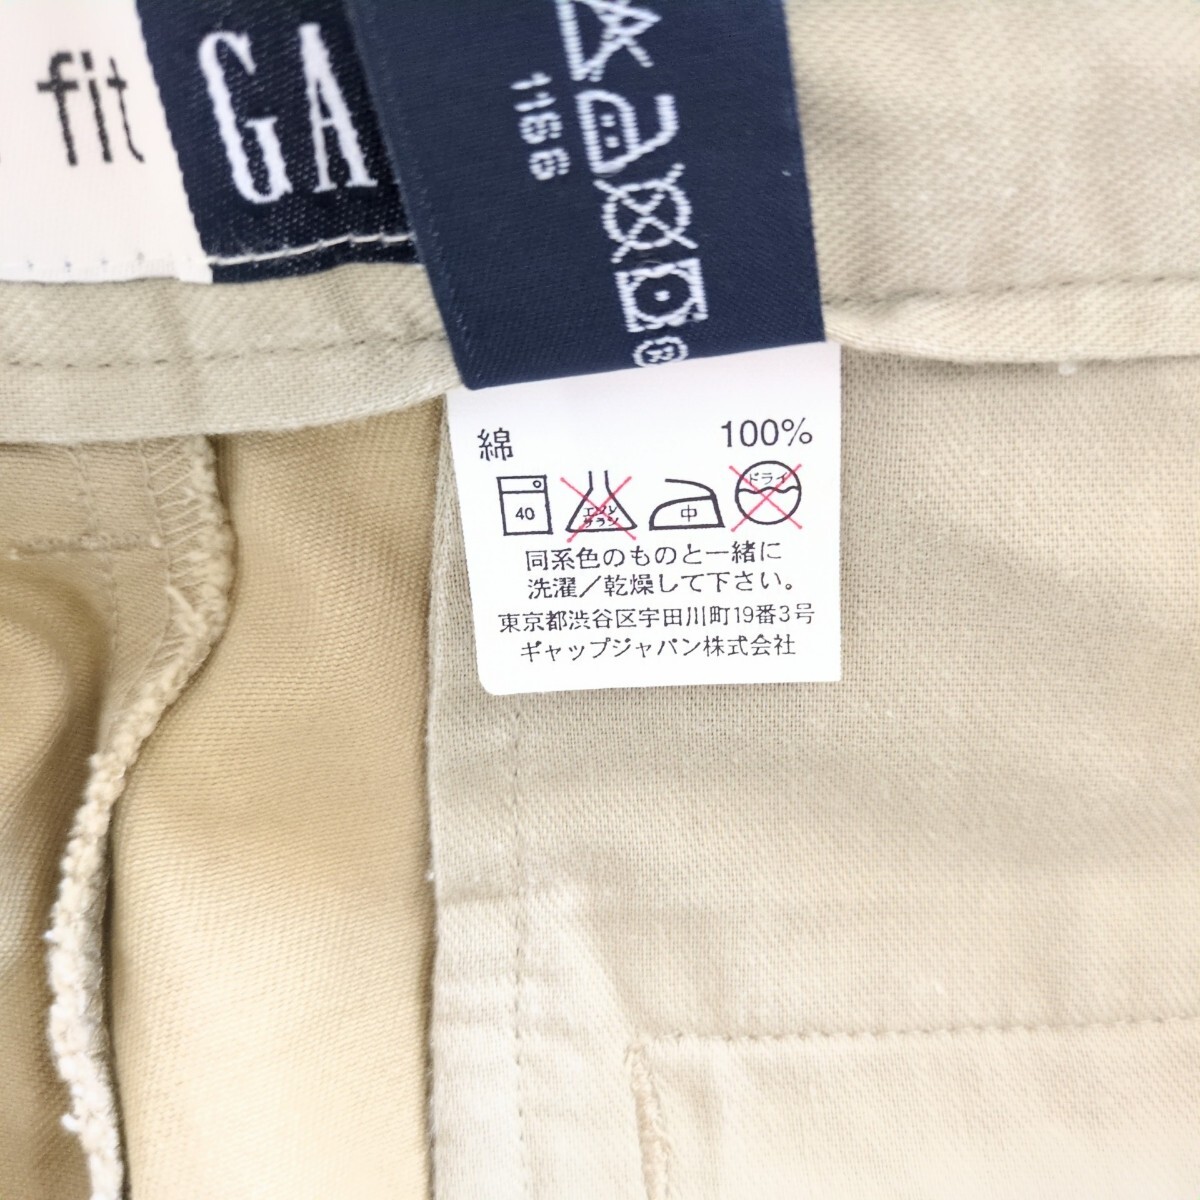 fit
GA
1166
®
綿 100%
40 エンソ サラシ 中 ドライ
同系色のものと一緒に
洗濯/乾燥して下さい。
東京都渋谷区宇田川町19番3号
ギャップジャパン株式会社